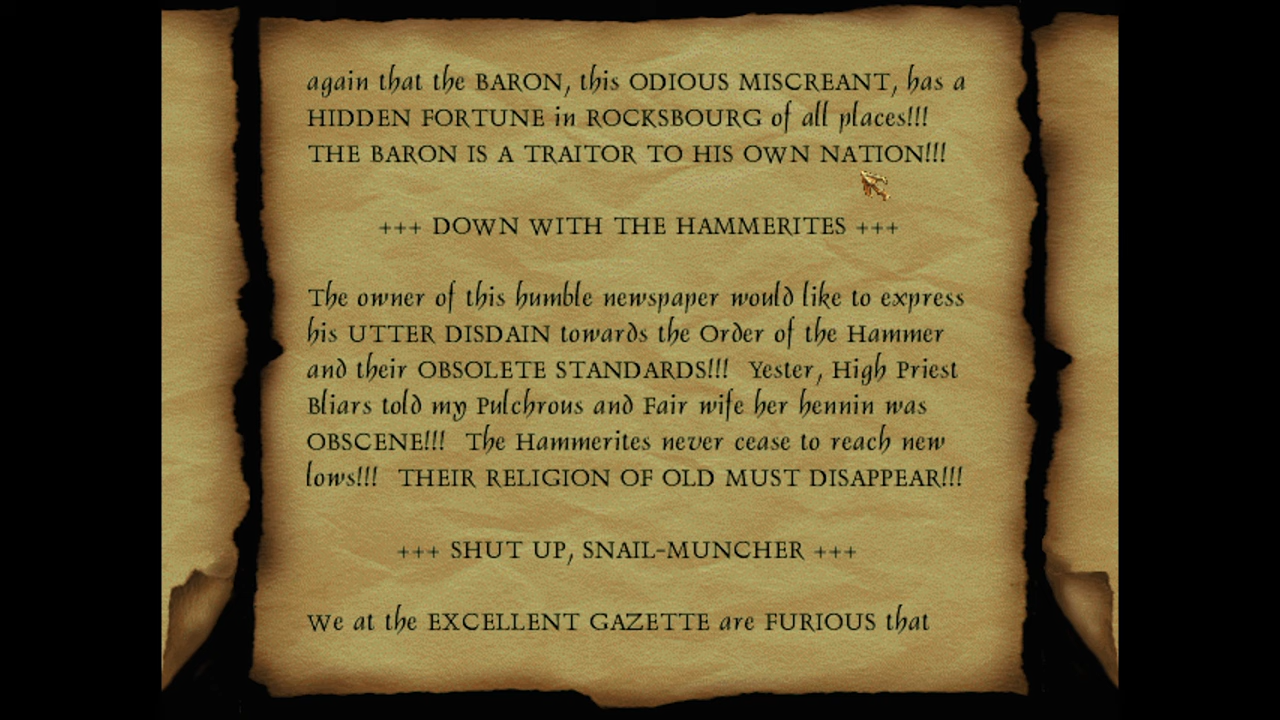 again that the BARON, this ODIOUS MISCREANT, has a
HIDDEN FORTUNE in ROCKSBOURG of all places!!!
THE BARON IS A TRAITOR TO HIS OWN NATION!!!
+++ DOWN WITH THE HAMMERITES +++
The owner of this humble newspaper would like to express
his UTTER DISDAIN towards the Order of the Hammer
and their OBSOLETE STANDARDS!!! Yester, High Priest
Bliars told my Pulchrous and Fair wife her hennin was
OBSCENE!!! The Hammerites never cease to reach new
lows!!! THEIR RELIGION OF OLD MUST DISAPPEAR!!!
+++ SHUT UP, SNAIL-MUNCHER +++
We at the EXCELLENT GAZETTE are FURIOUS that